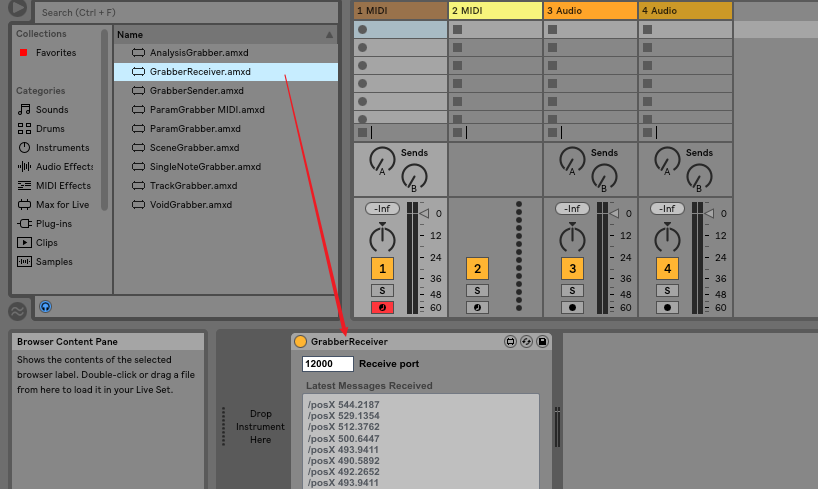 Search (Ctrl + F)
Collections
Favorites
Categories
Sounds
Drums
Instruments
Audio Effects
MIDI Effects
Max for Live
Plug-ins
Clips
Samples
Name
AnalysisGrabber.amxd
GrabberReceiver.amxd
GrabberSender.amxd
ParamGrabber MIDI.amxd
ParamGrabber.amxd
SceneGrabber.amxd
SingleNoteGrabber.amxd
TrackGrabber.amxd
VoidGrabber.amxd
1 MIDI
2 MIDI
3 Audio
4 Audio
Sends
A
B
Sends
A
B
Sends
A
B
-Inf
0
12
24
36
48
60
1
S
2
S
-Inf
0
12
24
36
48
60
3
S
-Inf
0
12
24
36
48
60
4
S
Browser Content Pane
Shows the contents of the selected
browser label. Double-click or drag a file
from here to load it in your Live Set.
Drop
Instrument
Here
GrabberReceiver
12000 Receive port
Latest Messages Received
/posX 544.2187
/posX 529.1354
/posX 512.3762
/posX 500.6447
/posX 493.9411
/posX 490.5892
/posX 492.2652
/posX 493.9411